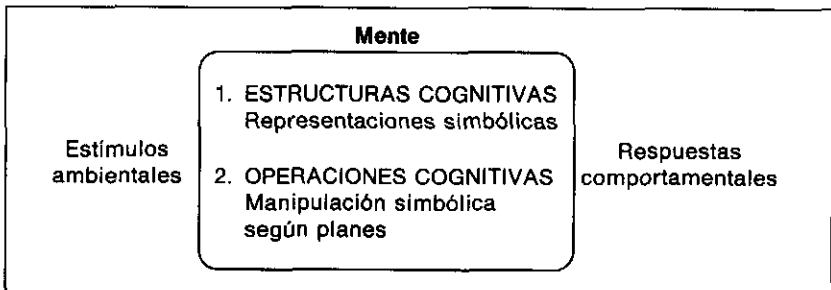 Mente
1. ESTRUCTURAS COGNITIVAS
Representaciones simbólicas
Estímulos
ambientales
2. OPERACIONES COGNITIVAS
Manipulación simbólica
según planes
Respuestas
comportamentales